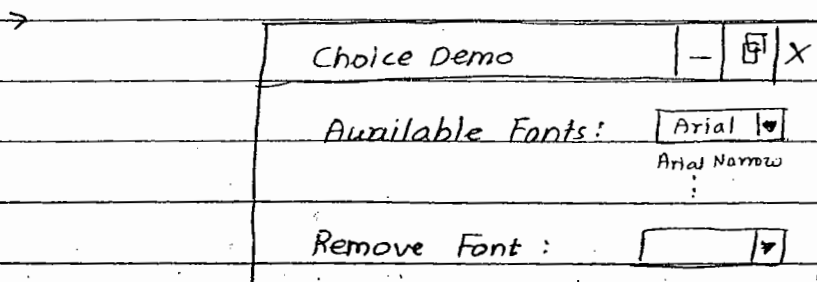 Choice Demo
Available Fonts: Arial
Arial Narrow
Remove Font :